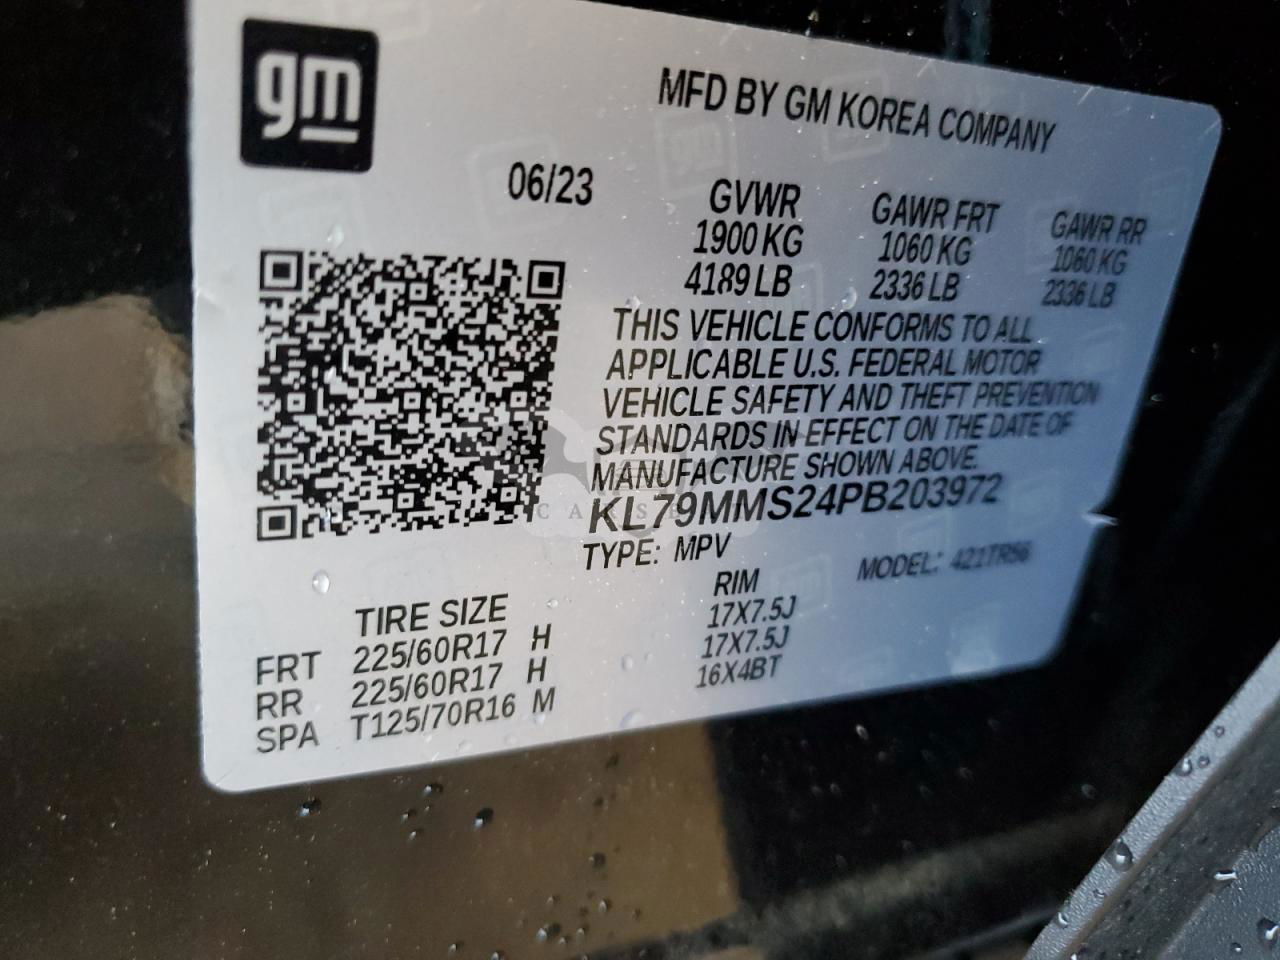 gm
MFD BY GM KOREA COMPANY
06/23 GVWR GAWR FRT GAWR RR
1900 KG 1060 KG 1060 KG
4189 LB 2336 LB 2336 LB
THIS VEHICLE CONFORMS TO ALL
APPLICABLE U.S. FEDERAL MOTOR
VEHICLE SAFETY AND THEFT PREVENTION
STANDARDS IN EFFECT ON THE DATE OF
MANUFACTURE SHOWN ABOVE.
KL79MMS24PB203972
TYPE: MPV MODEL: 421TR56
TIRE SIZE RIM
FRT 225/60R17 H 17X7.5J
RR 225/60R17 H 17X7.5J
SPA T125/70R16 M 16X4BT